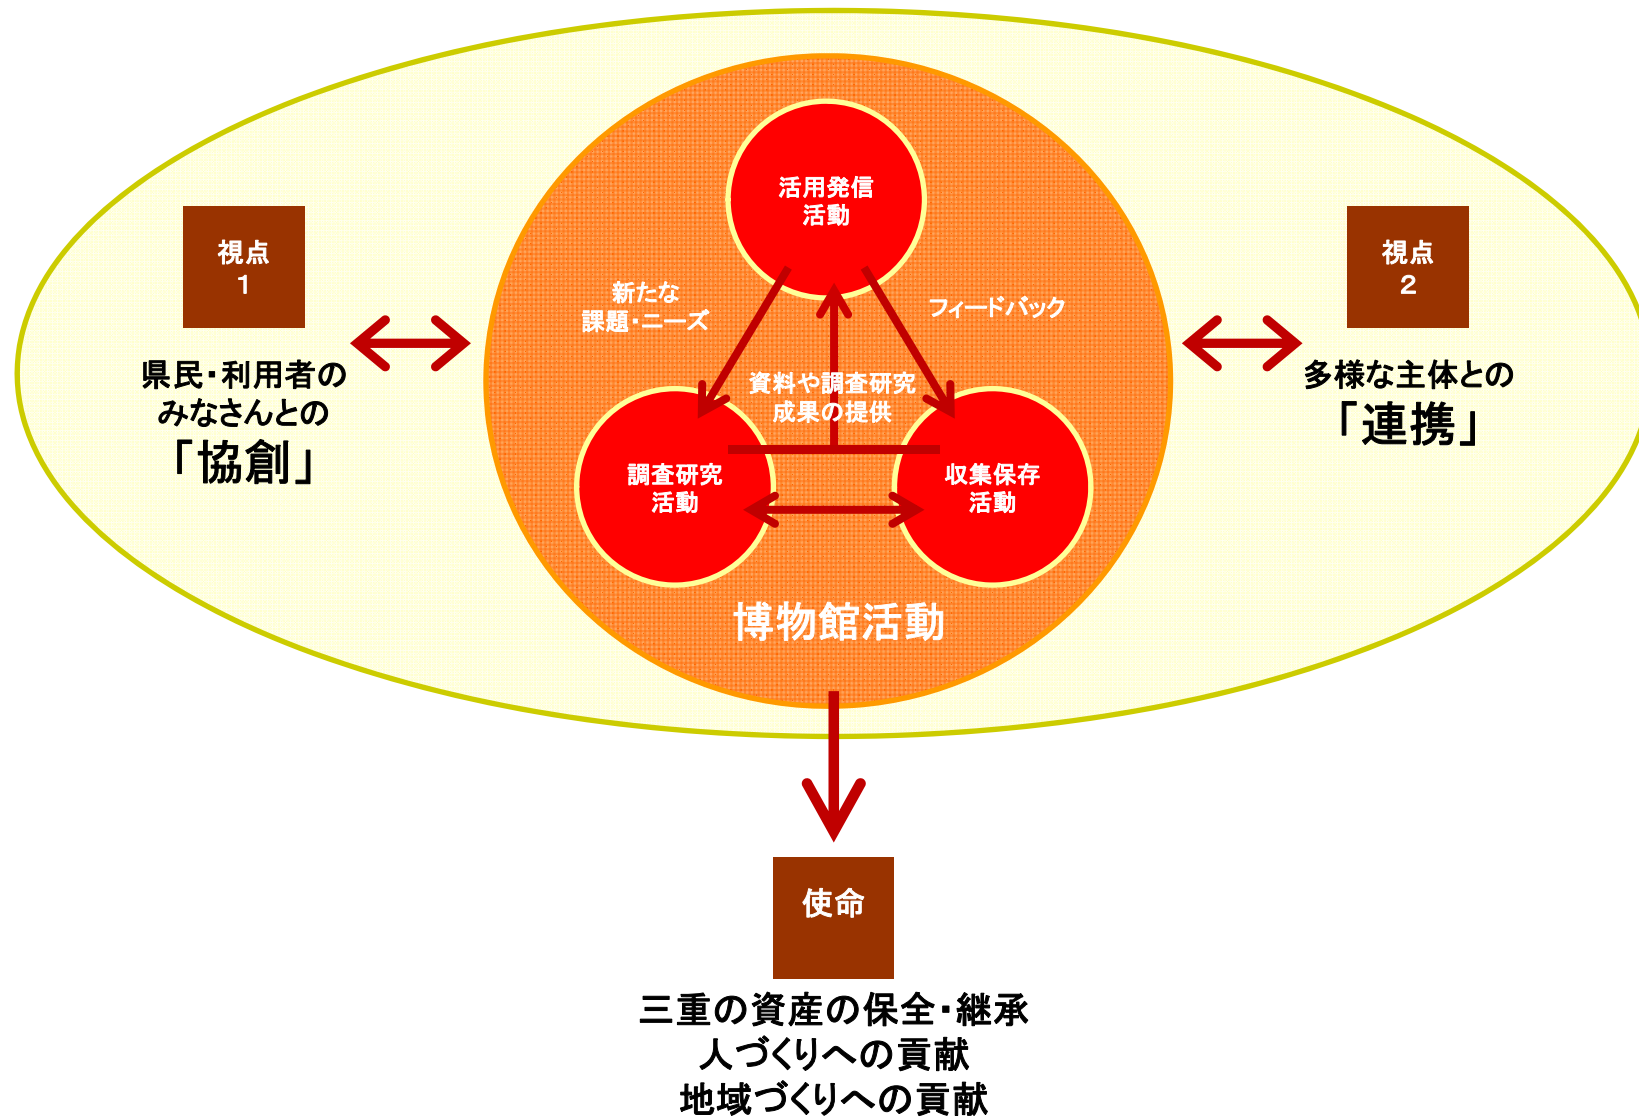 活用発信
活動
視点
１
視点
２
新たな
課題・ニーズ
フィードバック
県民・利用者の
みなさんとの
「協創」
資料や調査研究
成果の提供
多様な主体との
「連携」
調査研究
活動
収集保存
活動
博物館活動
使命
三重の資産の保全・継承
人づくりへの貢献
地域づくりへの貢献